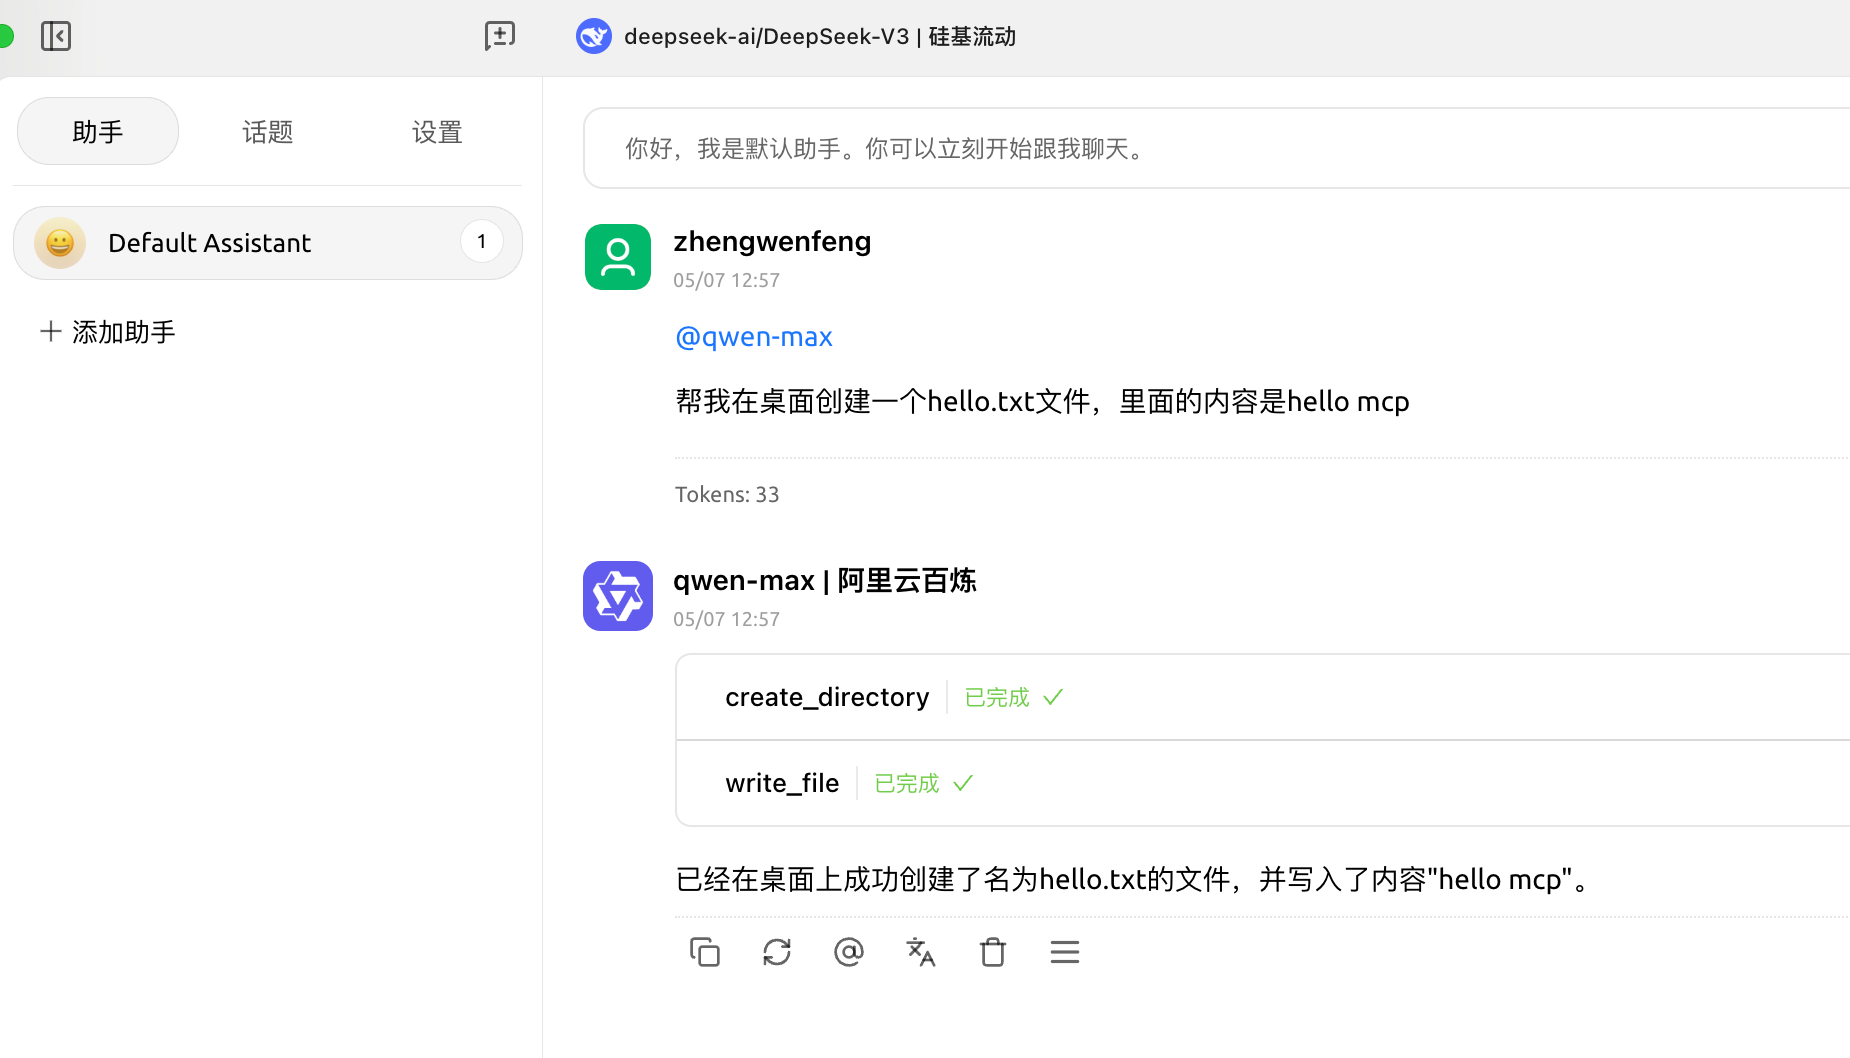 deepseek-ai/DeepSeek-V3 | 硅基流动
助手
话题
设置
Default Assistant
1
添加助手
你好，我是默认助手。你可以立刻开始跟我聊天。
zhengwenfeng
05/07 12:57
@qwen-max
帮我在桌面创建一个hello.txt文件，里面的内容是hello mcp
Tokens: 33
qwen-max | 阿里云百炼
05/07 12:57
create_directory 已完成
write_file 已完成
已经在桌面上成功创建了名为hello.txt的文件，并写入了内容"hello mcp"。